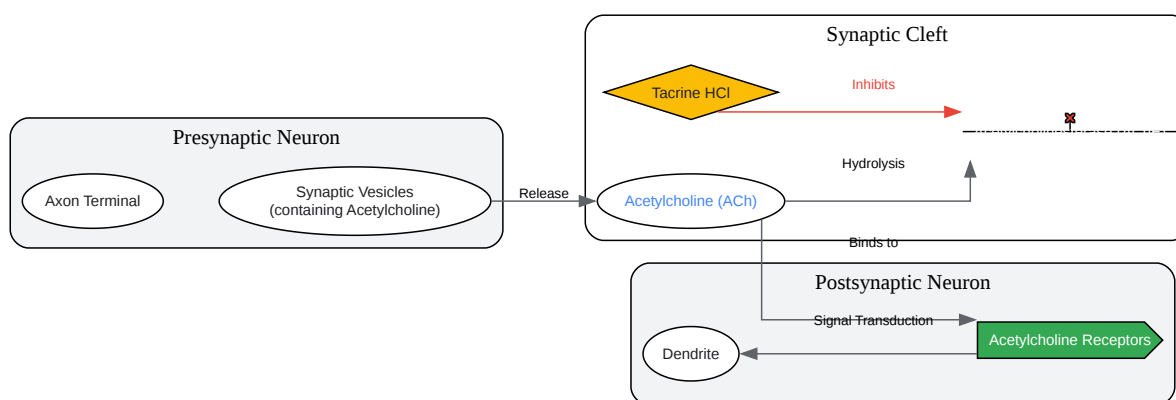 Synaptic Cleft
Tacrine HCl
Inhibits
Presynaptic Neuron
Hydrolysis
Axon Terminal
Synaptic Vesicles
(containing Acetylcholine)
Release
Acetylcholine (ACh)
Binds to
Postsynaptic Neuron
Signal Transduction
Acetylcholine Receptors
Dendrite